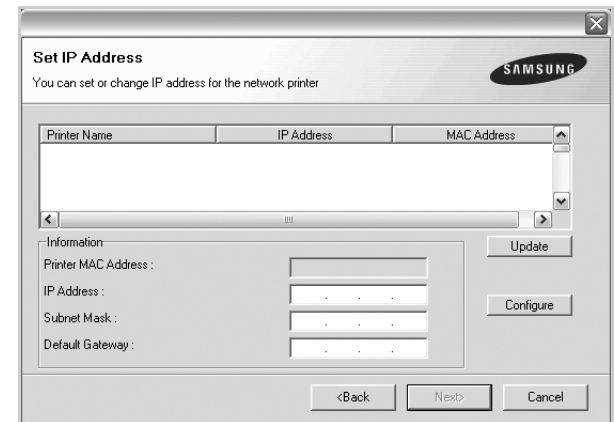 Set IP Address
You can set or change IP address for the network printer
SAMSUNG
Printer Name IP Address MAC Address
Information
Update
Printer MAC Address :
IP Address : . . .
Configure
Subnet Mask : . . .
Default Gateway : . . .
<Back Next> Cancel